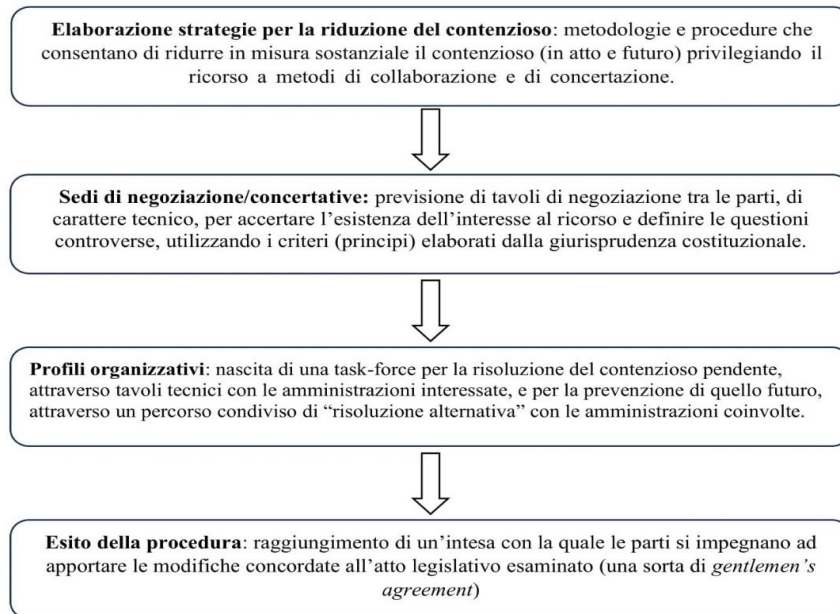 Elaborazione strategie per la riduzione del contenzioso: metodologie e procedure che
consentano di ridurre in misura sostanziale il contenzioso (in atto e futuro) privilegiando il
ricorso a metodi di collaborazione e di concertazione.
Sedi di negoziazione/concertative: previsione di tavoli di negoziazione tra le parti, di
carattere tecnico, per accertare l'esistenza dell'interesse al ricorso e definire le questioni
controverse, utilizzando i criteri (principi) elaborati dalla giurisprudenza costituzionale.
Profili organizzativi: nascita di una task-force per la risoluzione del contenzioso pendente,
attraverso tavoli tecnici con le amministrazioni interessate, e per la prevenzione di quello futuro,
attraverso un percorso condiviso di “risoluzione alternativa” con le amministrazioni coinvolte.
Esito della procedura: raggiungimento di un'intesa con la quale le parti si impegnano ad
apportare le modifiche concordate all'atto legislativo esaminato (una sorta di gentlemen's
agreement)